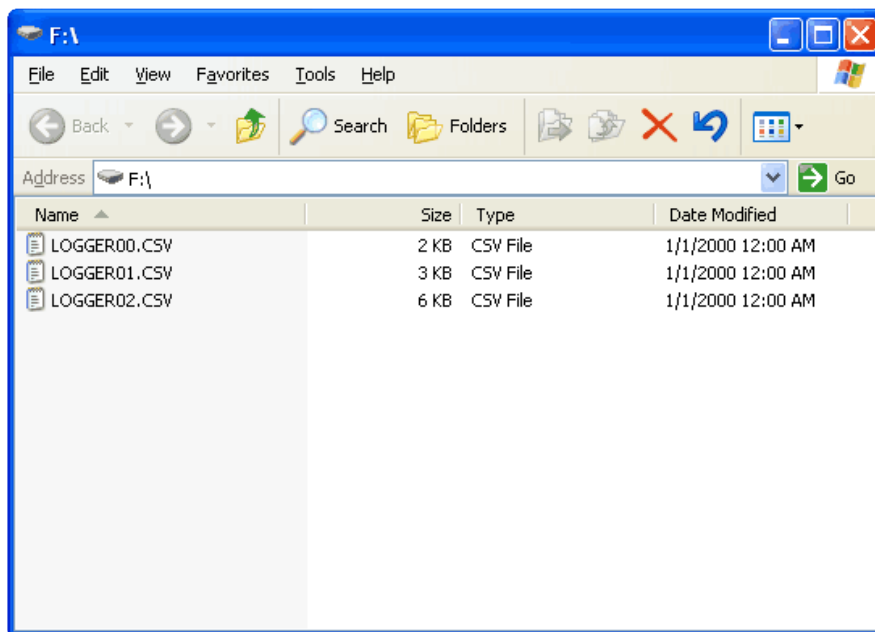 F:\
File Edit View Favorites Tools Help
Back Search Folders
Address F:\ Go
Name Size Type Date Modified
LOGGER00.CSV 2 KB CSV File 1/1/2000 12:00 AM
LOGGER01.CSV 3 KB CSV File 1/1/2000 12:00 AM
LOGGER02.CSV 6 KB CSV File 1/1/2000 12:00 AM